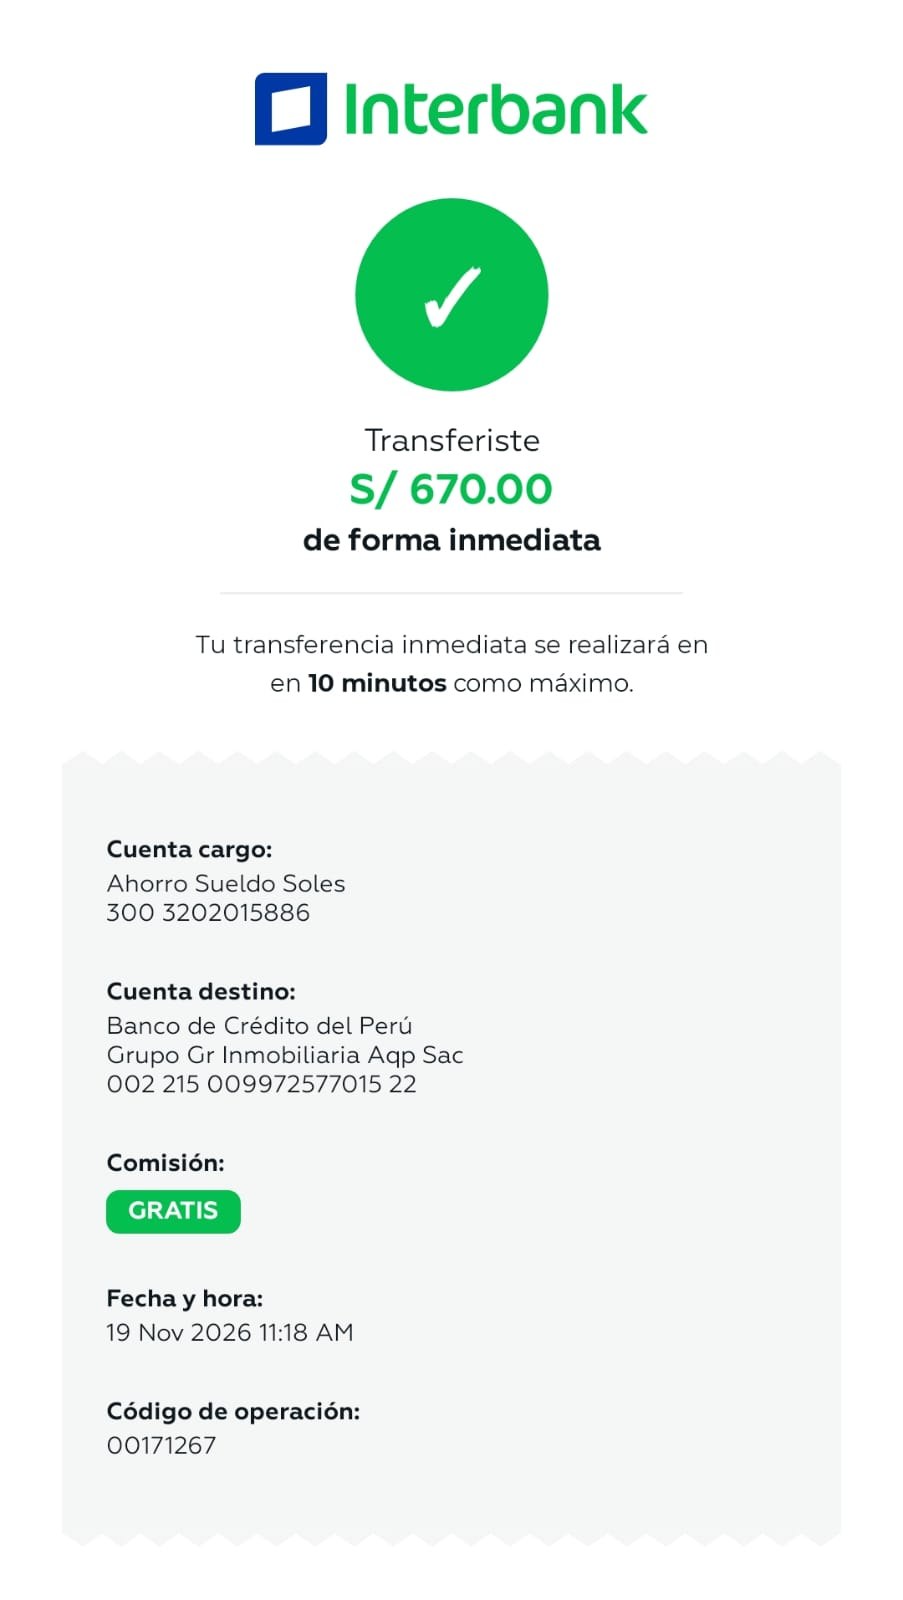 Interbank
Transferiste
S/ 670.00
de forma inmediata
Tu transferencia inmediata se realizará en
en 10 minutos como máximo.
Cuenta cargo:
Ahorro Sueldo Soles
300 3202015886
Cuenta destino:
Banco de Crédito del Perú
Grupo Gr Inmobiliaria Aqp Sac
002 215 009972577015 22
Comisión:
GRATIS
Fecha y hora:
19 Nov 2026 11:18 AM
Código de operación:
00171267